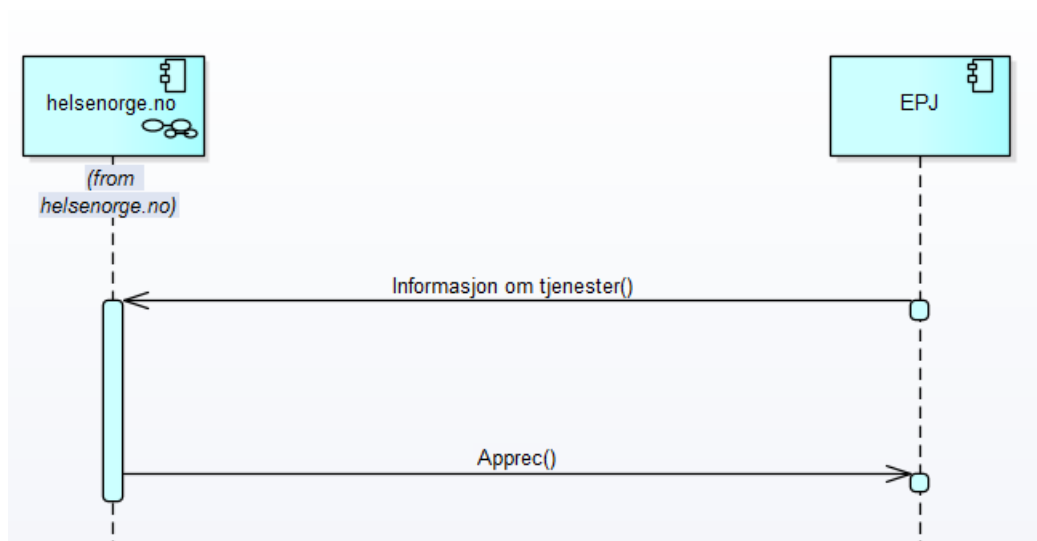 helsenorge.no
EPJ
(from
helsenorge.no)
Informasjon om tjenester()
Apprec()